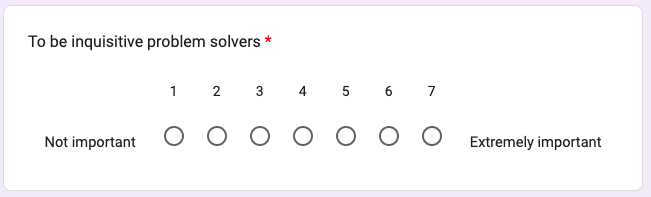 To be inquisitive problem solvers *
1 2 3 4 5 6 7
Not important Extremely important